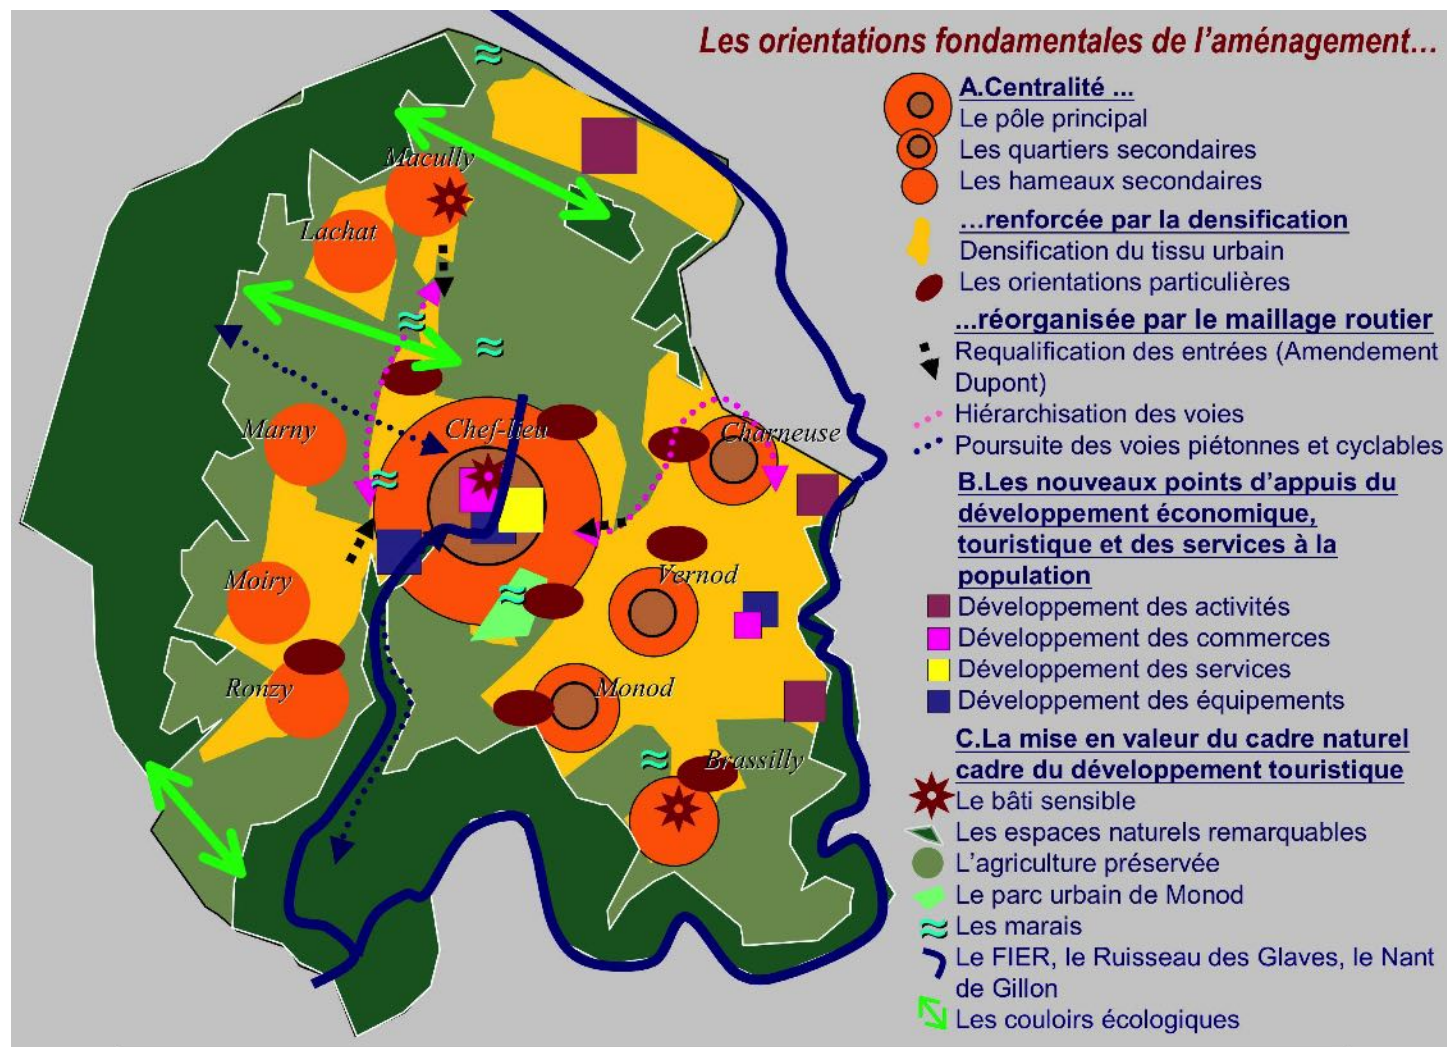 Les orientations fondamentales de l'aménagement...
A.Centralité ...
Le pôle principal
Les quartiers secondaires
Les hameaux secondaires
...renforcée par la densification
Densification du tissu urbain
Les orientations particulières
...réorganisée par le maillage routier
Requalification des entrées (Amendement
Dupont)
Hiérarchisation des voies
Poursuite des voies piétonnes et cyclables
B.Les nouveaux points d'appuis du
développement économique,
touristique et des services à la
population
Développement des activités
Développement des commerces
Développement des services
Développement des équipements
C.La mise en valeur du cadre naturel
cadre du développement touristique
Le bâti sensible
Les espaces naturels remarquables
L'agriculture préservée
Le parc urbain de Monod
Les marais
Le FIER, le Ruisseau des Glaves, le Nant
de Gillon
Les couloirs écologiques
Macully
Lachat
Marny
Chef-lieu
Charneuse
Moiry
Vernod
Ronzy
Monod
Brassilly